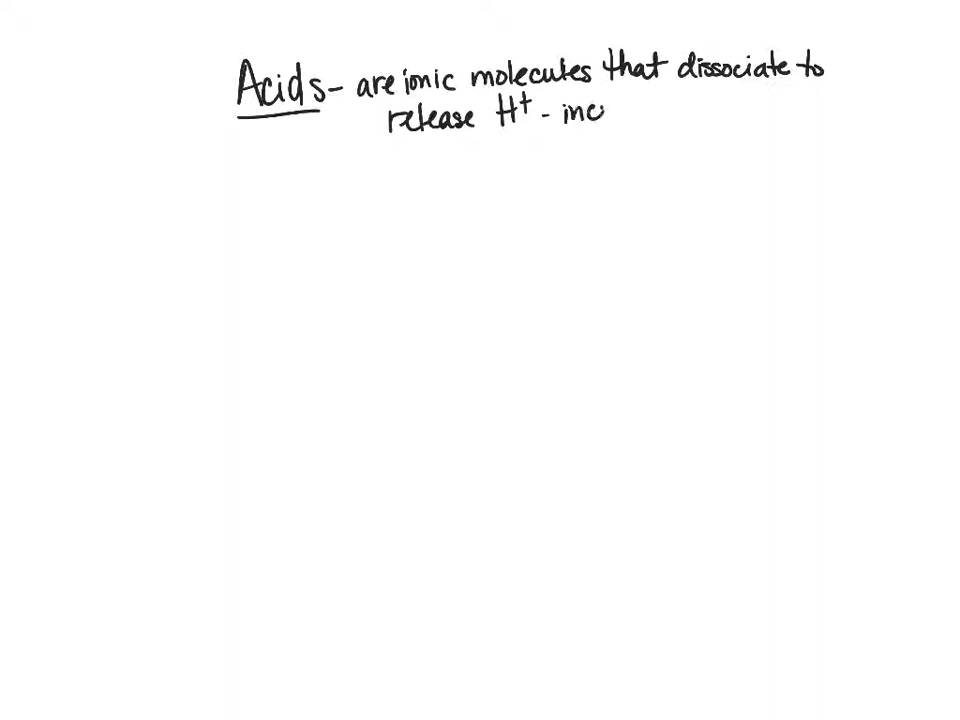 Acids - are ionic molecules that dissociate to
release H+ - inc